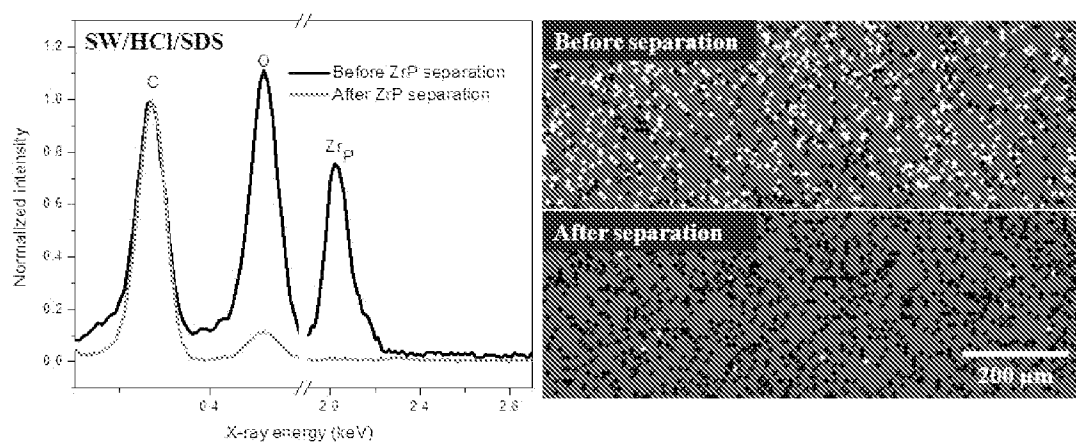 SW/HCl/SDS
C
O
Before ZrP separation
After ZrP separation
Zr
P
Normalized intensity
1.2
1.0
0.8
0.6
0.4
0.2
0.0
0.4
2.0
2.4
2.8
X-ray energy (keV)
Before separation
After separation
200 µm